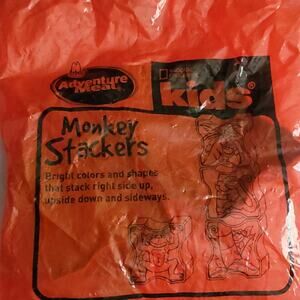 Adventure
Meal
kids
Monkey
Stackers
Bright colors and shapes
that stack right side up,
upside down and sideways.